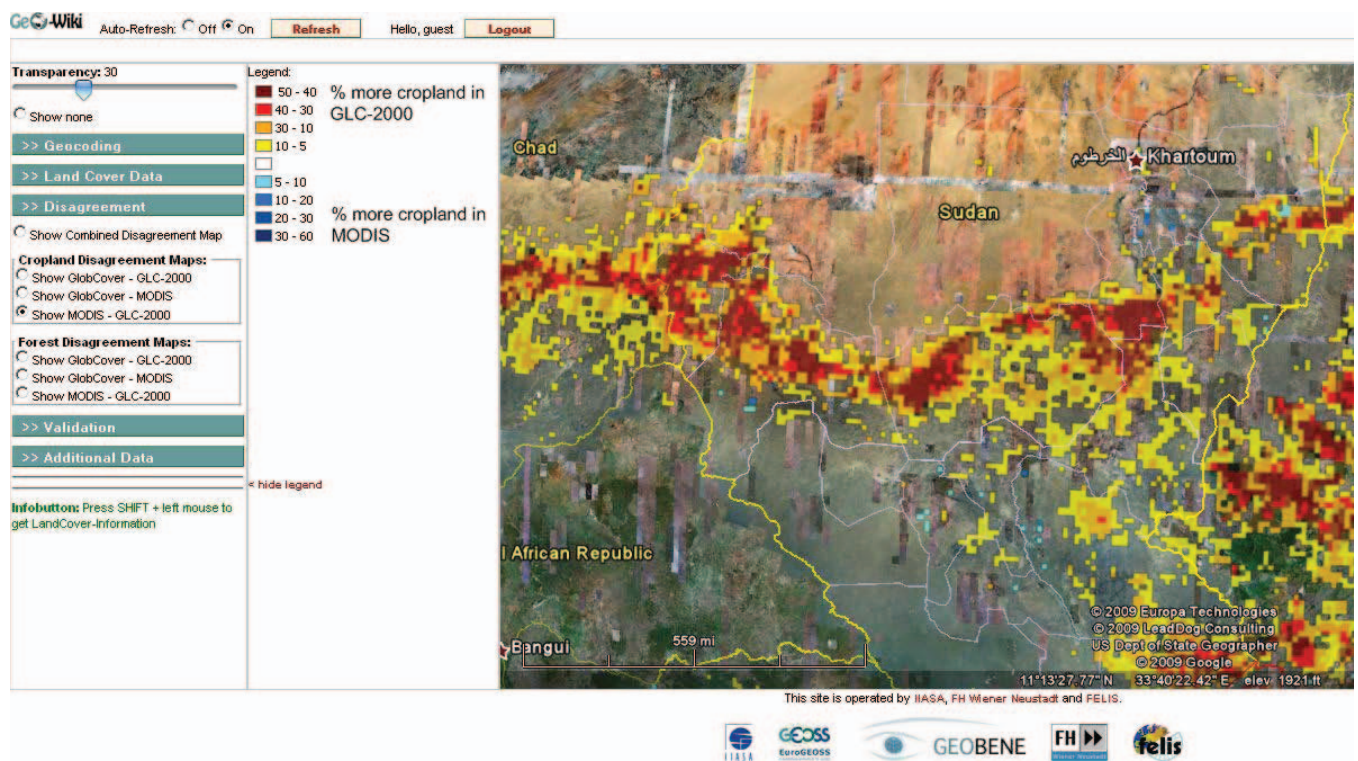 GeO-Wiki
Auto-Refresh: Off On Refresh Hello, guest Logout
Transparency: 30
Show none
>> Geocoding
>> Land Cover Data
>> Disagreement
Show Combined Disagreement Map
Cropland Disagreement Maps:
Show GlobCover - GLC-2000
Show GlobCover - MODIS
Show MODIS - GLC-2000
Forest Disagreement Maps:
Show GlobCover - GLC-2000
Show GlobCover - MODIS
Show MODIS - GLC-2000
>> Validation
>> Additional Data
Infobutton: Press SHIFT + left mouse to
get LandCover-Information
Legend:
50 - 40
40 - 30
30 - 10
10 - 5
5 - 10
10 - 20
20 - 30
30 - 60
% more cropland in
GLC-2000
% more cropland in
MODIS
< hide legend
Chad
الخرطوم Khartoum
Sudan
l African Republic
Bangui
559 mi
© 2009 Europa Technologies
© 2009 LeadDog Consulting
US Dept of State Geographer
© 2009 Google
11°13'27.77" N 33°40'22.42" E elev 1921 ft
This site is operated by IIASA, FH Wiener Neustadt and FELIS.
IIASA
GEOSS
EuroGEOSS
GEOBENE
FH
Wiener Neustadt
felis